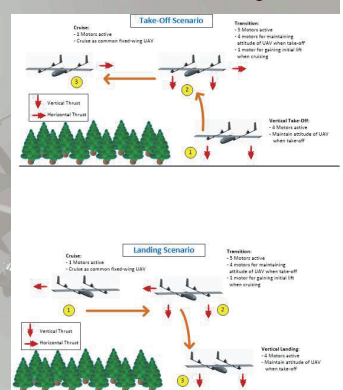 Take-Off Scenario
Cruise:
- 1 Motors active
- Cruise as common fixed-wing UAV
Transition:
- 5 Motors active
- 4 motors for maintaining
attitude of UAV when take-off
- 1 motor for gaining initial lift
when cruising
3
2
Vertical Thrust
Horizontal Thrust
1
Vertical Take-Off:
- 4 Motors active
- Maintain attitude of UAV
when take-off
Landing Scenario
Cruise:
- 1 Motors active
- Cruise as common fixed-wing UAV
Transition:
- 5 Motors active
- 4 motors for maintaining
attitude of UAV when take-off
- 1 motor for gaining initial lift
when cruising
1
2
Vertical Thrust
Horizontal Thrust
3
Vertical Landing:
- 4 Motors active
- Maintain attitude of UAV
when take-off